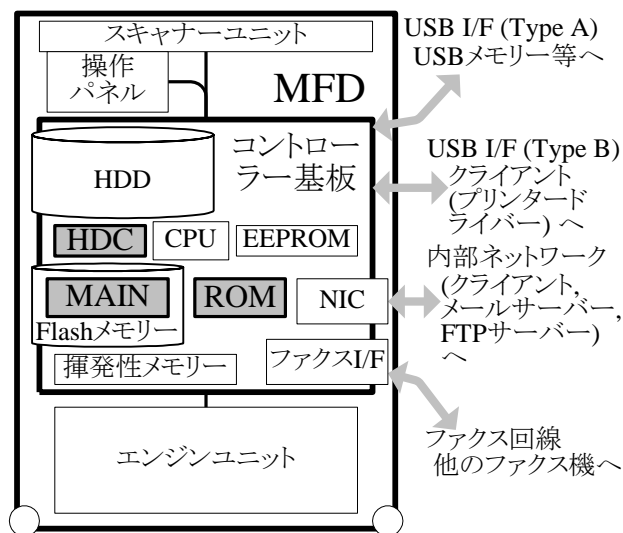 スキャナーユニット
操作
パネル
MFD
コントロー
ラー基板
HDD
HDC
CPU
EEPROM
MAIN
ROM
NIC
Flashメモリー
揮発性メモリー
ファクスI/F
エンジンユニット
USB I/F (Type A)
USBメモリー等へ
USB I/F (Type B)
クライアント
(プリンタード
ライバー) へ
内部ネットワーク
(クライアント,
メールサーバー,
FTPサーバー)
へ
ファクス回線
他のファクス機へ